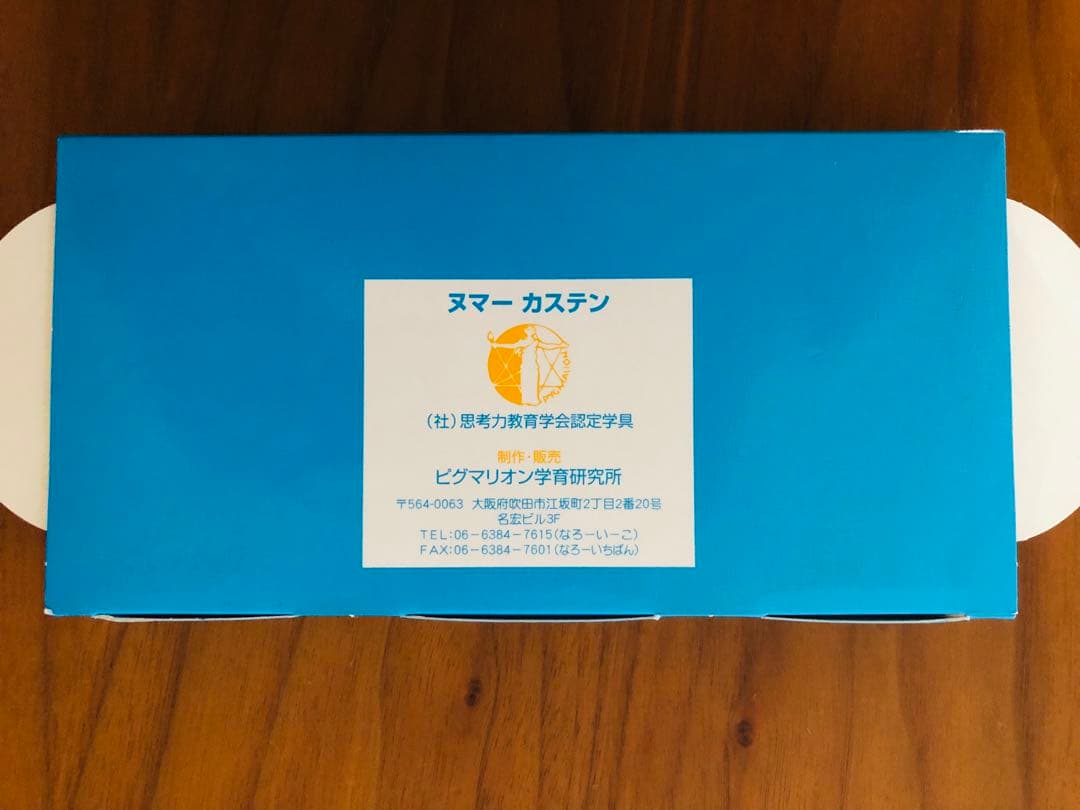 ヌマー カステン
PYGMALION
(社)思考力教育学会認定学具
制作・販売
ピグマリオン学育研究所
〒564-0063 大阪府吹田市江坂町2丁目2番20号
名宏ビル3F
TEL:06-6384-7615(なろーいーこ)
FAX:06-6384-7601(なろーいちばん)